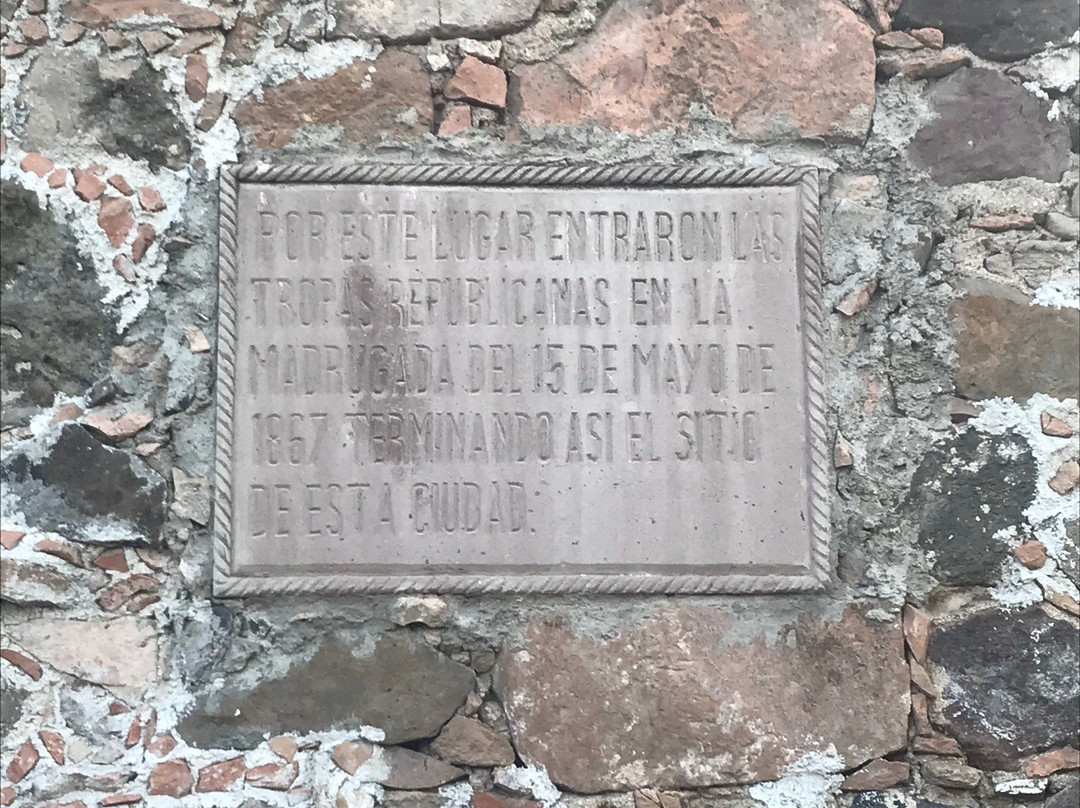 POR ESTE LUGAR ENTRARON LAS
TROPAS REPUBLICANAS EN LA
MADRUGADA DEL 15 DE MAYO DE
1867 TERMINANDO ASI EL SITIO
DE ESTA CIUDAD.